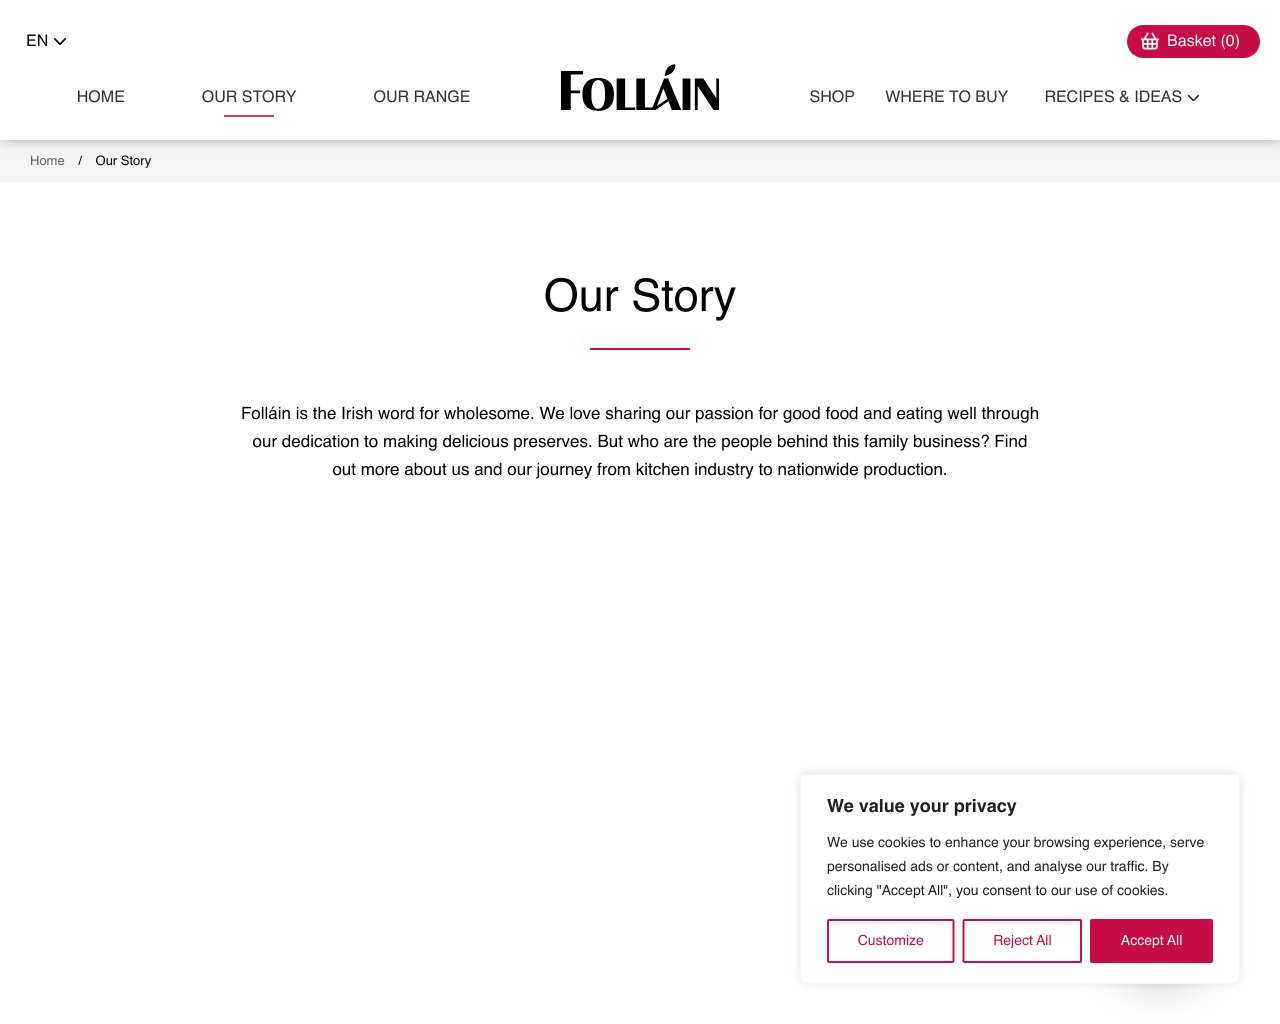 EN
Basket (0)
HOME
OUR STORY
OUR RANGE
FOLLÁIN
SHOP
WHERE TO BUY
RECIPES & IDEAS
Home / Our Story
Our Story
Folláin is the Irish word for wholesome. We love sharing our passion for good food and eating well through
our dedication to making delicious preserves. But who are the people behind this family business? Find
out more about us and our journey from kitchen industry to nationwide production.
We value your privacy
We use cookies to enhance your browsing experience, serve
personalised ads or content, and analyse our traffic. By
clicking "Accept All", you consent to our use of cookies.
Customize
Reject All
Accept All